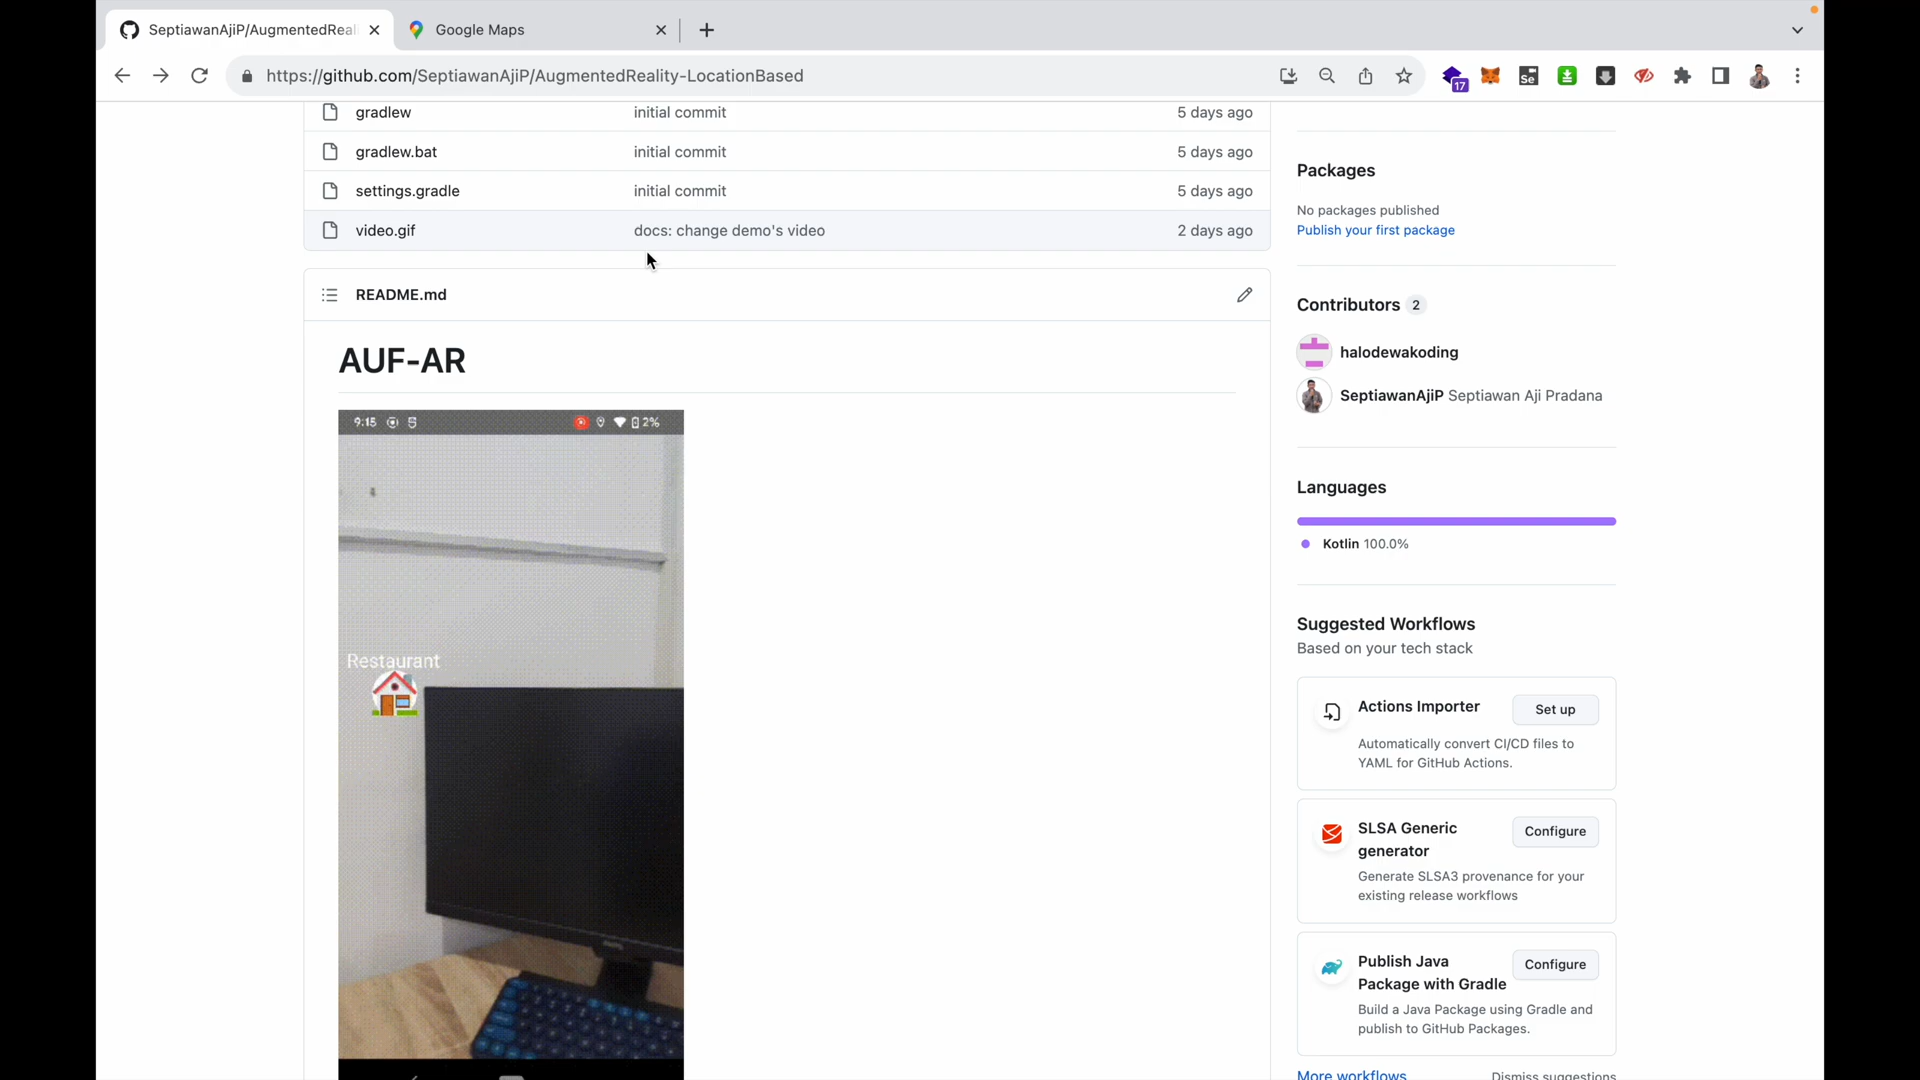 SeptiawanAjiP/AugmentedReal
Google Maps
https://github.com/SeptiawanAjiP/AugmentedReality-LocationBased
Se
17
gradlew initial commit 5 days ago
gradlew.bat initial commit 5 days ago
settings.gradle initial commit 5 days ago
video.gif docs: change demo's video 2 days ago
README.md
AUF-AR
9:15
2%
Restaurant
Packages
No packages published
Publish your first package
Contributors 2
halodewakoding
SeptiawanAjiP Septiawan Aji Pradana
Languages
Kotlin 100.0%
Suggested Workflows
Based on your tech stack
Actions Importer
Set up
Automatically convert CI/CD files to
YAML for GitHub Actions.
SLSA Generic
generator
Configure
Generate SLSA3 provenance for your
existing release workflows
Publish Java
Package with Gradle
Configure
Build a Java Package using Gradle and
publish to GitHub Packages.
More workflows
Dismiss suggestions